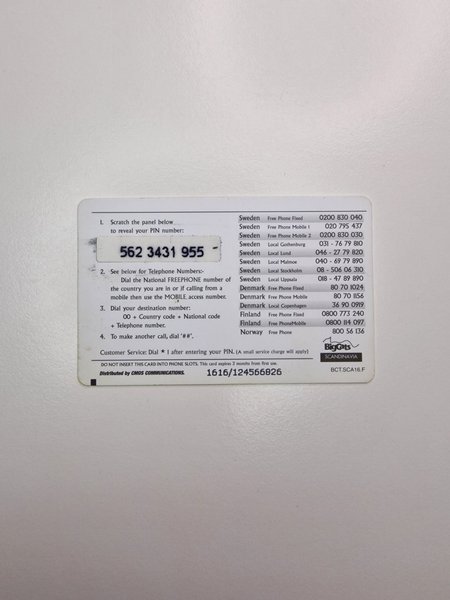 1. Scratch the panel below
to reveal your PIN number:
562 3431 955
2. See below for Telephone Numbers:-
Dial the National FREEPHONE number of
the country you are in or if calling from a
mobile then use the MOBILE access number.
3. Dial your destination number:
00 + Country code + National code
+ Telephone number.
4. To make another call, dial '##'.
Sweden Free Phone Fixed 0200 830 040
Sweden Free Phone Mobile 1 020 795 437
Sweden Free Phone Mobile 2 0200 830 030
Sweden Local Gothenburg 031 - 76 79 810
Sweden Local Lund 046 - 27 79 820
Sweden Local Malmoe 040 - 69 79 890
Sweden Local Stockholm 08 - 506 06 310
Sweden Local Uppsala 018 - 47 89 890
Denmark Free Phone Fixed 80 70 1024
Denmark Free Phone Mobile 80 70 1156
Denmark Local Copenhagen 36 90 0919
Finland Free Phone Fixed 0800 773 240
Finland Free PhoneMobile 0800 114 097
Norway Free Phone 800 56 136
Customer Service: Dial * 1 after entering your PIN. (A small service charge will apply).
BigCats
SCANDINAVIA
DO NOT INSERT THIS CARD INTO PHONE SLOTS. This card expires 3 months from first use.
Distributed by CMOS COMMUNICATIONS.
1616/124566826
BCT.SCA16.F